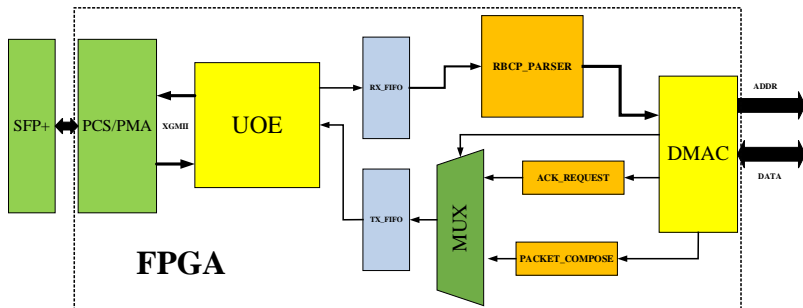 SFP+
PCS/PMA
XGMII
UOE
RX_FIFO
RBCP_PARSER
DMAC
ADDR
DATA
TX_FIFO
MUX
ACK_REQUEST
PACKET_COMPOSE
FPGA